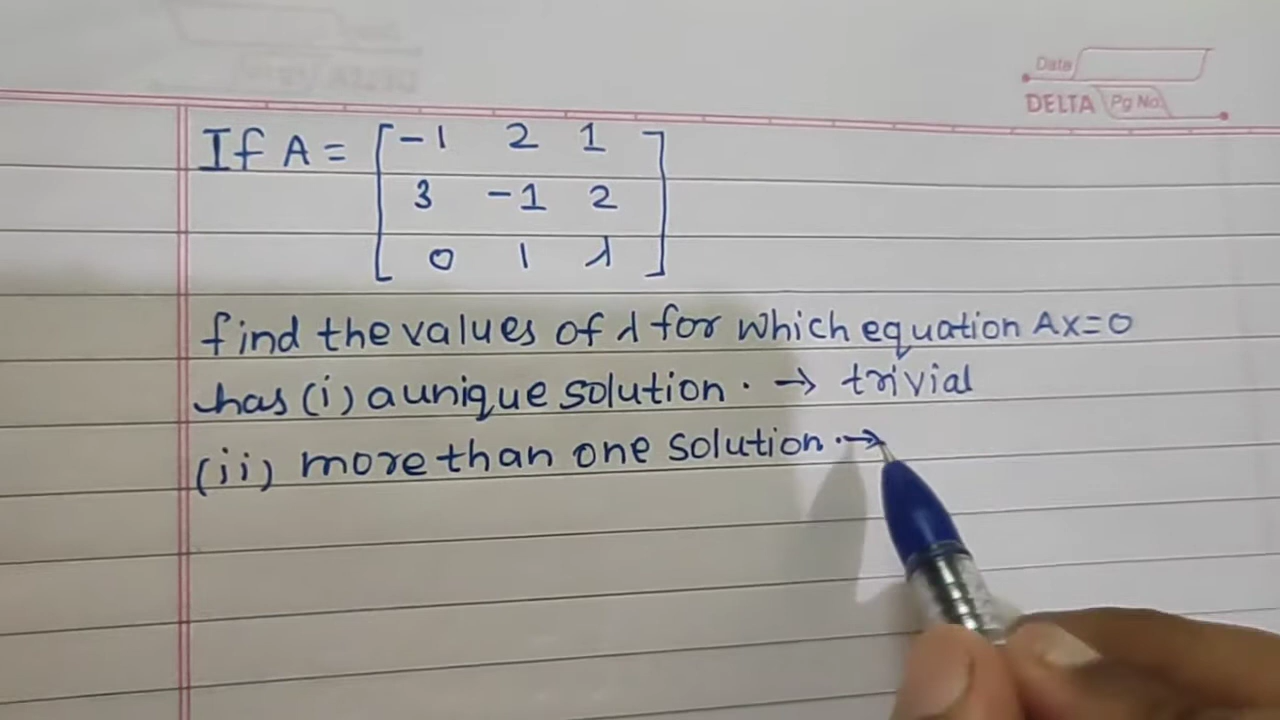 Date
DELTA Pg No.
If A = [ -1 2 1
3 -1 2
0 1 λ ]
find the values of λ for which equation Ax=0
has (i) a unique solution. → trivial
(ii) more than one solution. →